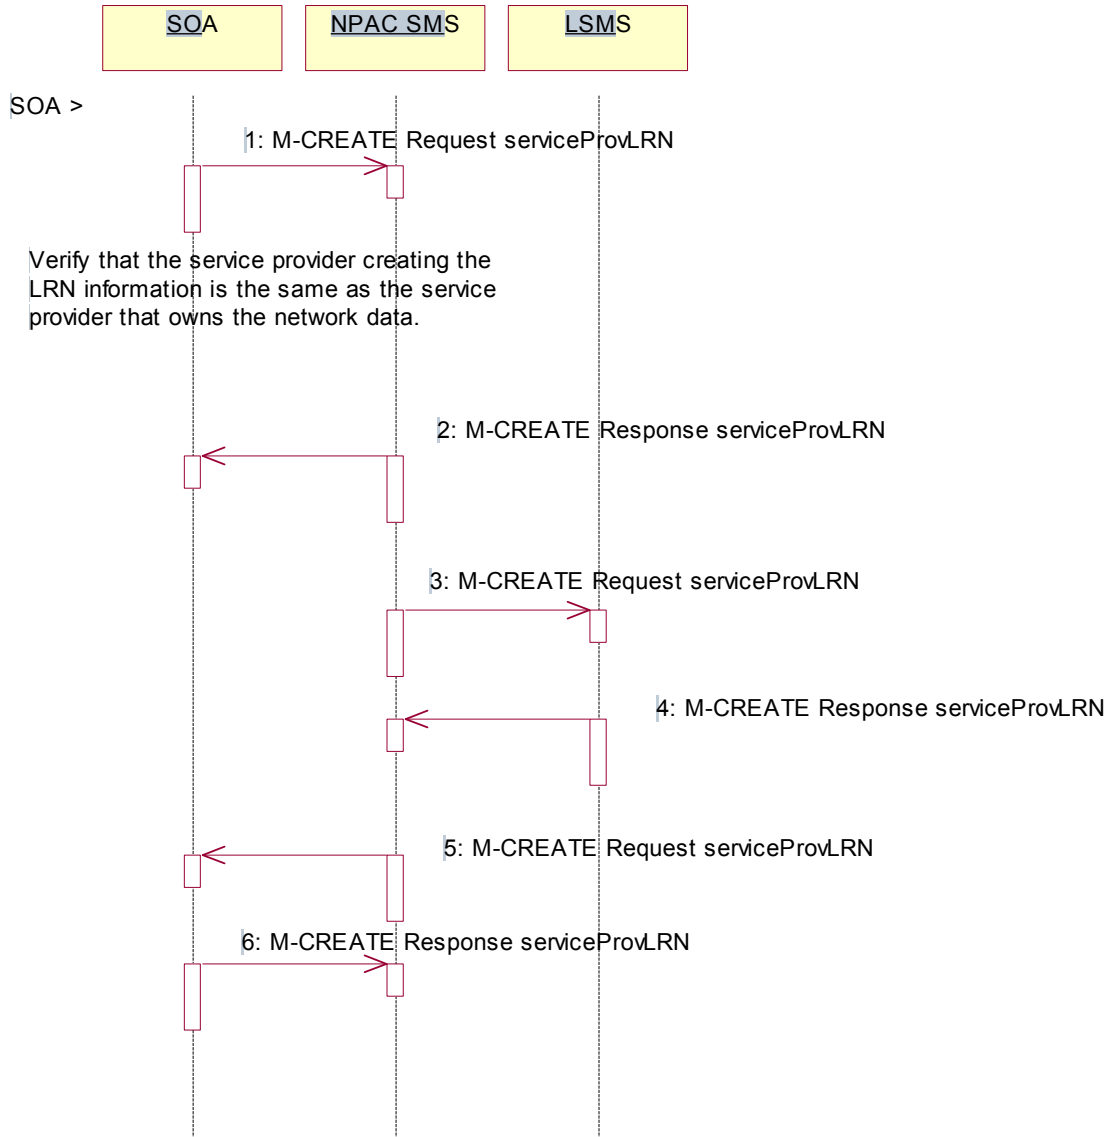 SOA
NPAC SMS
LSMS
SOA >
1: M-CREATE Request serviceProvLRN
Verify that the service provider creating the
LRN information is the same as the service
provider that owns the network data.
2: M-CREATE Response serviceProvLRN
3: M-CREATE Request serviceProvLRN
4: M-CREATE Response serviceProvLRN
5: M-CREATE Request serviceProvLRN
6: M-CREATE Response serviceProvLRN